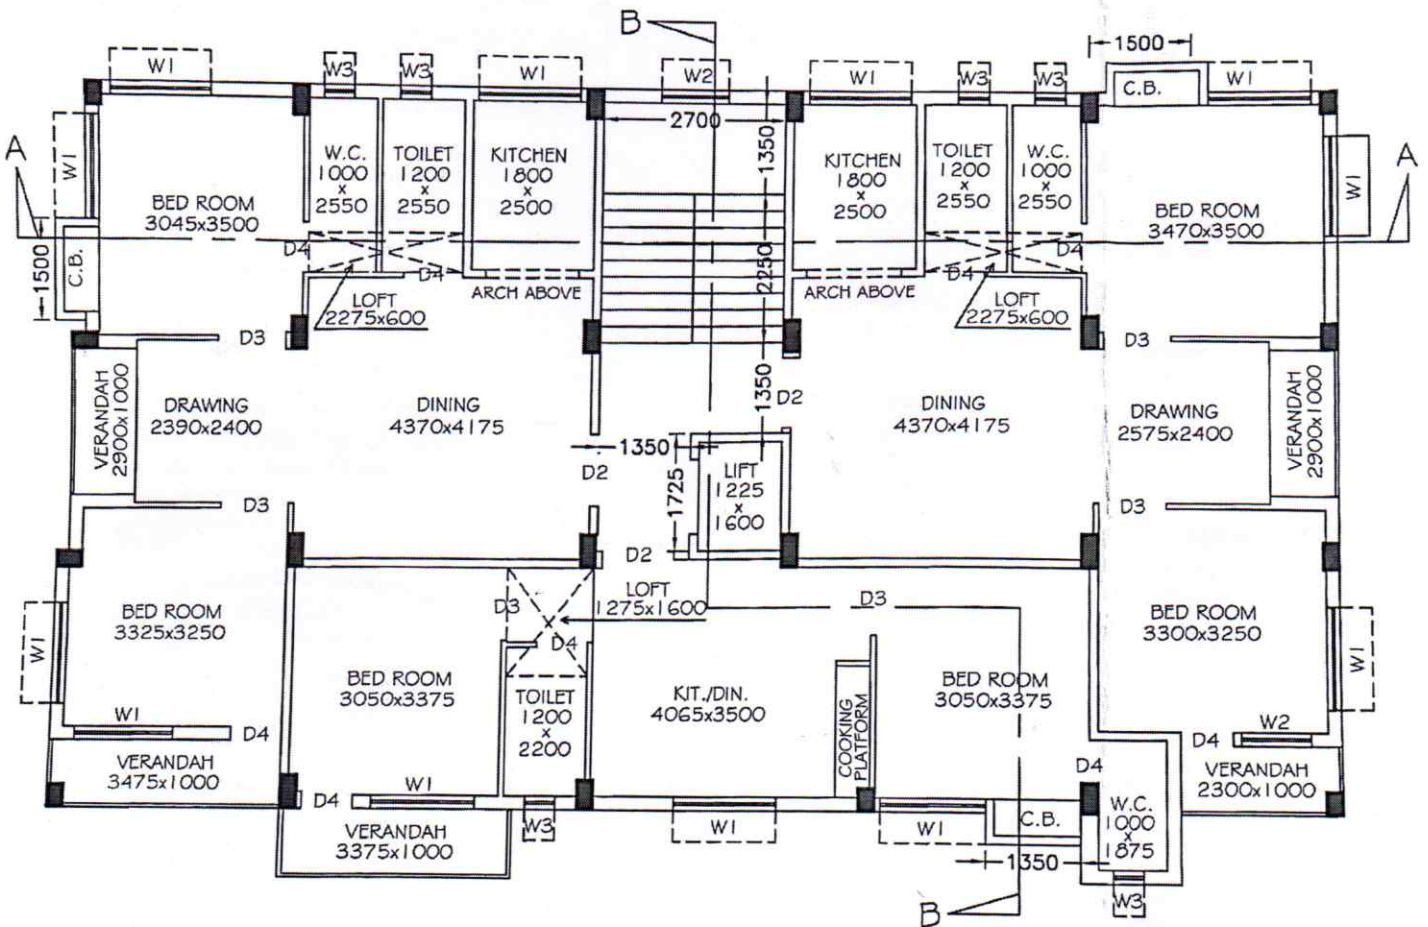 B
1500
W1
W3
W3
W1
W2
W1
W3
W3
C.B.
W1
2700
1350
A
W1
BED ROOM
3045x3500
W.C.
1000
x
2550
TOILET
1200
x
2550
KITCHEN
1800
x
2500
KITCHEN
1800
x
2500
TOILET
1200
x
2550
W.C.
1000
x
2550
BED ROOM
3470x3500
W1
A
1500
C.B.
D4
D4
ARCH ABOVE
LOFT
2275x600
2250
ARCH ABOVE
D4
D4
LOFT
2275x600
D3
D3
VERANDAH
2900x1000
DRAWING
2390x2400
DINING
4370x4175
1350
D2
DINING
4370x4175
DRAWING
2575x2400
VERANDAH
2900x1000
1350
D2
1725
LIFT
1225
x
1600
D3
D3
D2
W1
BED ROOM
3325x3250
D3
LOFT
1275x1600
D3
BED ROOM
3300x3250
W1
D4
BED ROOM
3050x3375
TOILET
1200
x
2200
KIT./DIN.
4065x3500
COOKING
PLATFORM
BED ROOM
3050x3375
W1
D4
W2
D4
VERANDAH
3475x1000
D4
VERANDAH
2300x1000
D4
W1
W.C.
1000
x
1875
VERANDAH
3375x1000
W3
W1
W1
C.B.
1350
W3
B